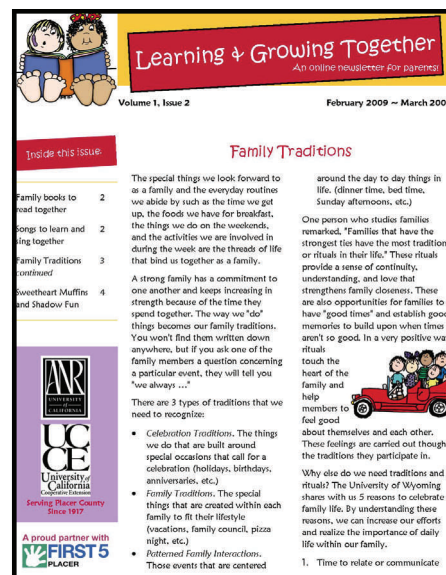 Learning & Growing Together
An online newsletter for parents!
Volume 1, Issue 2
February 2009 ~ March 200
Inside this issue:
Family books to
read together
2
Songs to learn and
sing together
2
Family Traditions
continued
3
Sweetheart Muffins
and Shadow Fun
4
ANR
UNIVERSITY
of
CALIFORNIA
UC
CE
University of
California
Cooperative Extension
Serving Placer County
Since 1917
A proud partner with
FIRST 5
PLACER
Family Traditions
The special things we look forward to
as a family and the everyday routines
we abide by such as the time we get
up, the foods we have for breakfast,
the things we do on the weekends,
and the activities we are involved in
during the week are the threads of life
that bind us together as a family.
A strong family has a commitment to
one another and keeps increasing in
strength because of the time they
spend together. The way we "do"
things becomes our family traditions.
You won't find them written down
anywhere, but if you ask one of the
family members a question concerning
a particular event, they will tell you
"we always ..."
There are 3 types of traditions that we
need to recognize:
• Celebration Traditions. The things
we do that are built around
special occasions that call for a
celebration (holidays, birthdays,
anniversaries, etc.)
• Family Traditions. The special
things that are created within each
family to fit their lifestyle
(vacations, family council, pizza
night, etc.)
• Patterned Family Interactions.
Those events that are centered
around the day to day things in
life. (dinner time, bed time,
Sunday afternoons, etc.)
One person who studies families
remarked, "Families that have the
strongest ties have the most tradition
or rituals in their life." These rituals
provide a sense of continuity,
understanding, and love that
strengthens family closeness. These
are also opportunities for families to
have "good times" and establish good
memories to build upon when times
aren't so good. In a very positive wa
rituals
touch the
heart of the
family and
help
members to
feel good
about themselves and each other.
These feelings are carried out though
the traditions they participate in.
Why else do we need traditions and
rituals? The University of Wyoming
shares with us 5 reasons to celebrate
family life. By understanding these
reasons, we can increase our efforts
and realize the importance of daily
life within our family.
1. Time to relate or communicate